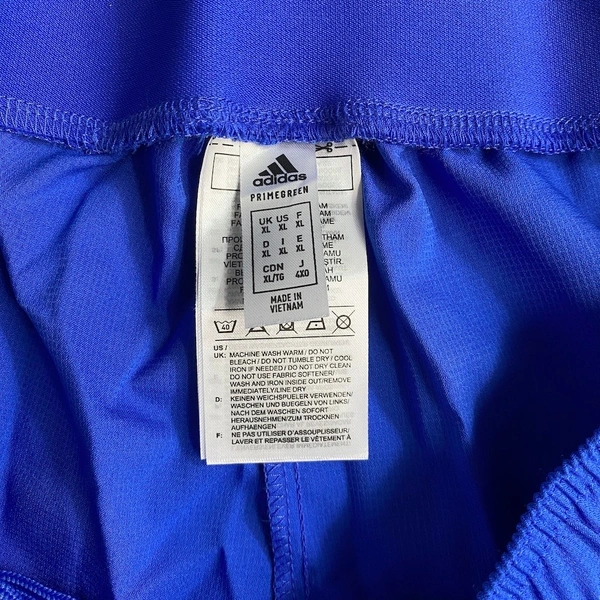 adidas
PRIMEGREEN
UK US F
XL XL XL
D I E
XL XL XL
CDN J
XL/TG 4XO
MADE IN
VIETNAM
40
US /
UK: MACHINE WASH WARM / DO NOT
BLEACH / DO NOT TUMBLE DRY / COOL
IRON IF NEEDED / DO NOT DRY CLEAN
DO NOT USE FABRIC SOFTENER/
WASH AND IRON INSIDE OUT/REMOVE
IMMEDIATELY/LINE DRY
D: KEINEN WEICHSPUELER VERWENDEN/
WASCHEN UND BUEGELN VON LINKS/
NACH DEM WASCHEN SOFORT
HERAUSNEHMEN/ZUM TROCKNEN
AUFHAENGEN
F: NE PAS UTILISER D'ASSOUPLISSEUR/
LAVER ET REPASSER LE VÊTEMENT À